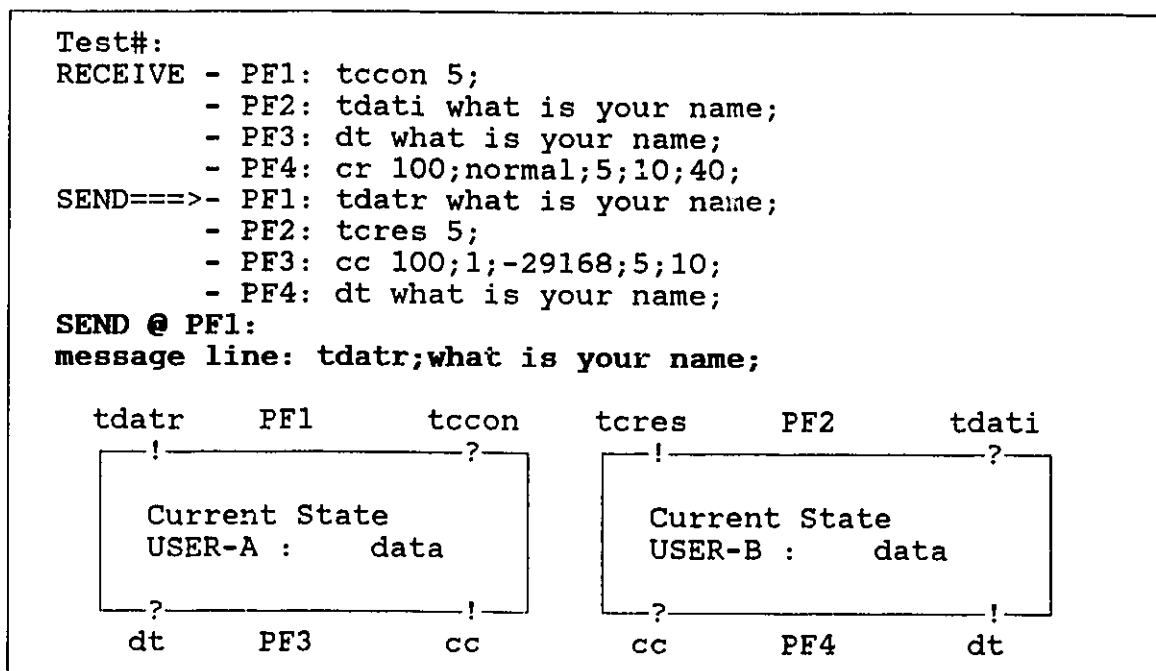 Test#:
RECEIVE - PF1: tccon 5;
- PF2: tdati what is your name;
- PF3: dt what is your name;
- PF4: cr 100;normal;5;10;40;
SEND===>- PF1: tdatr what is your name;
- PF2: tcres 5;
- PF3: cc 100;1;-29168;5;10;
- PF4: dt what is your name;
SEND @ PF1:
message line: tdatr;what is your name;
tdatr PF1 tccon tcres PF2 tdati
! ? ! ?
Current State Current State
USER-A : data USER-B : data
? ! ? !
dt PF3 cc cc PF4 dt